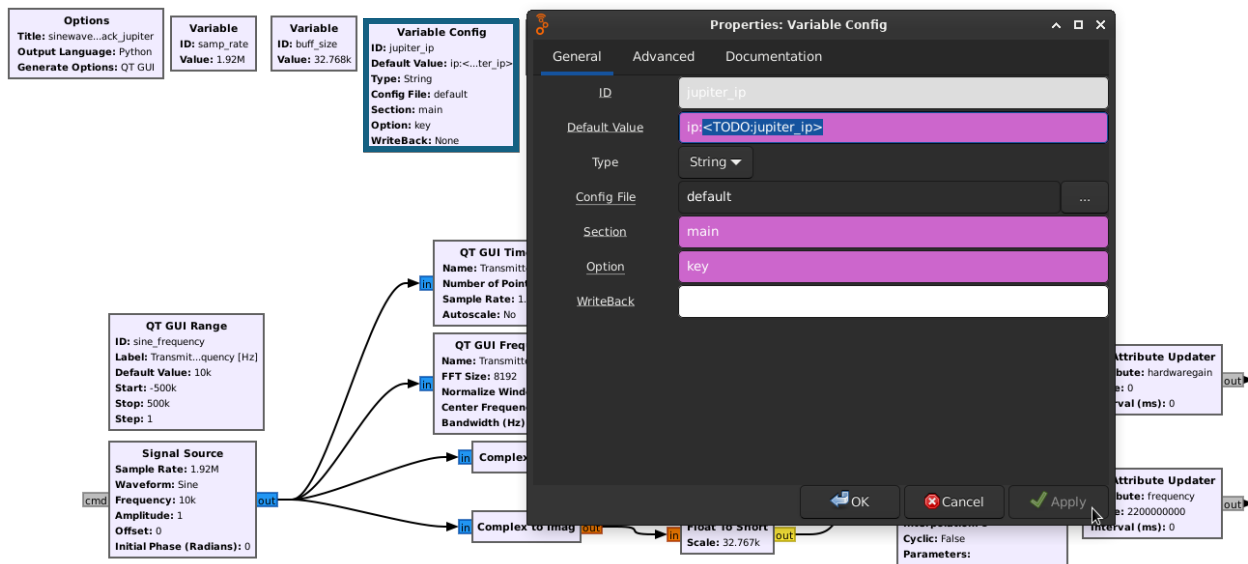 Options
Title: sinewave...ack_jupiter
Output Language: Python
Generate Options: QT GUI
Variable
ID: samp_rate
Value: 1.92M
Variable
ID: buff_size
Value: 32.768k
Variable Config
ID: jupiter_ip
Default Value: ip:<...ter_ip>
Type: String
Config File: default
Section: main
Option: key
WriteBack: None
Properties: Variable Config
General Advanced Documentation
ID jupiter_ip
Default Value ip:<TODO:jupiter_ip>
Type String
Config File default ...
Section main
Option key
WriteBack
OK Cancel Apply
QT GUI Tim
Name: Transmitt
Number of Point
Sample Rate: 1.
Autoscale: No
in
QT GUI Freq
Name: Transmitte
FFT Size: 8192
Normalize Wind
Center Frequen
Bandwidth (Hz)
in
QT GUI Range
ID: sine_frequency
Label: Transmit...quency [Hz]
Default Value: 10k
Start: -500k
Stop: 500k
Step: 1
Signal Source
Sample Rate: 1.92M
Waveform: Sine
Frequency: 10k
Amplitude: 1
Offset: 0
Initial Phase (Radians): 0
cmd
out
in Complex
in Complex to Imag out
in Float To Short out
Scale: 32.767k
Cyclic: False
Parameters:
Attribute Updater
bute: hardwaregain
e: 0
rval (ms): 0
out
Attribute Updater
bute: frequency
e: 2200000000
Interval (ms): 0
out